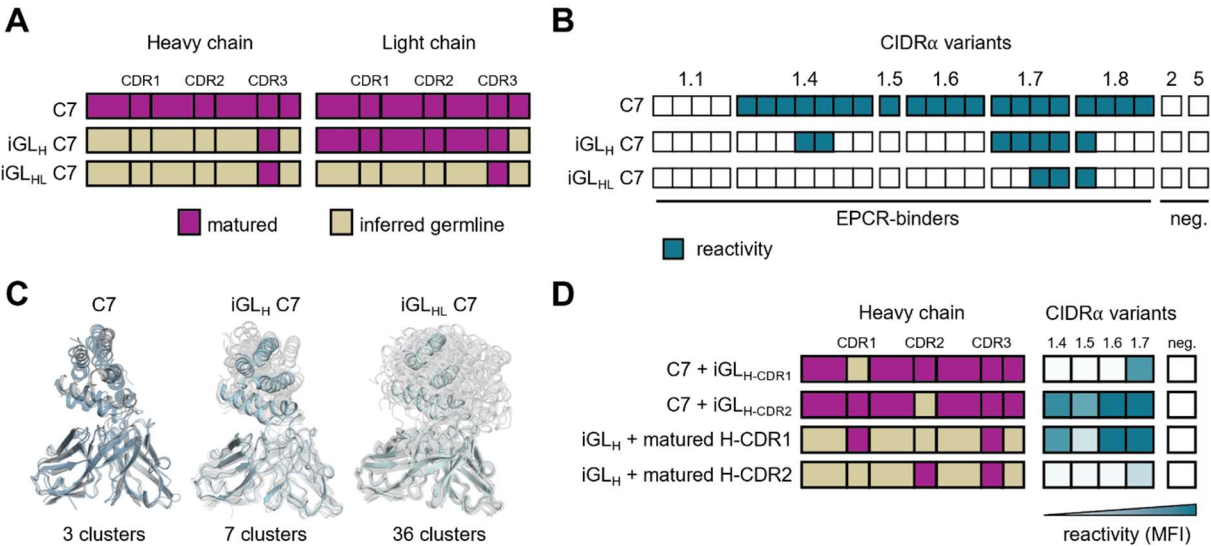 A
Heavy chain Light chain
CDR1 CDR2 CDR3 CDR1 CDR2 CDR3
C7
iGLH C7
iGLHL C7
matured inferred germline
B
CIDRα variants
1.1 1.4 1.5 1.6 1.7 1.8 2 5
C7
iGLH C7
iGLHL C7
EPCR-binders neg.
reactivity
C
C7 iGLH C7 iGLHL C7
3 clusters 7 clusters 36 clusters
D
Heavy chain CIDRα variants
CDR1 CDR2 CDR3 1.4 1.5 1.6 1.7 neg.
C7 + iGLH-CDR1
C7 + iGLH-CDR2
iGLH + matured H-CDR1
iGLH + matured H-CDR2
reactivity (MFI)